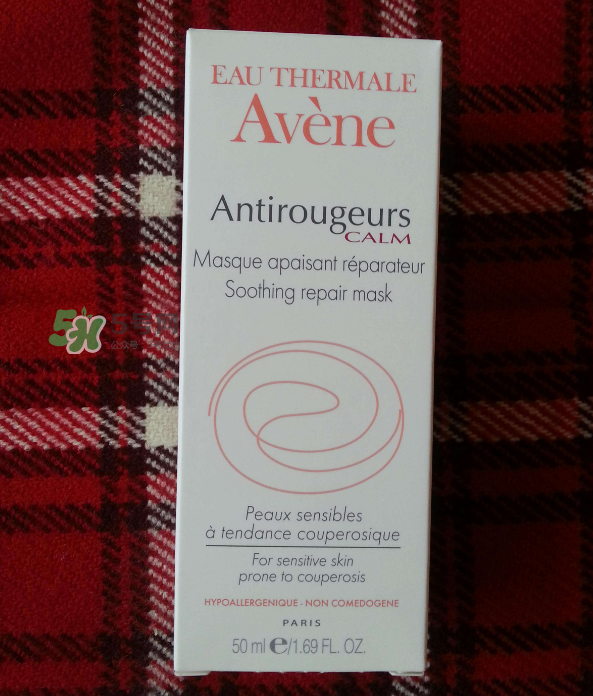 EAU THERMALE
Avène
Antirougeurs
CALM
Masque apaisant réparateur
Soothing repair mask
Peaux sensibles
à tendance couperosique
For sensitive skin
prone to couperosis
HYPOALLERGENIQUE - NON COMEDOGENE
PARIS
50 ml e/1.69 FL. OZ.